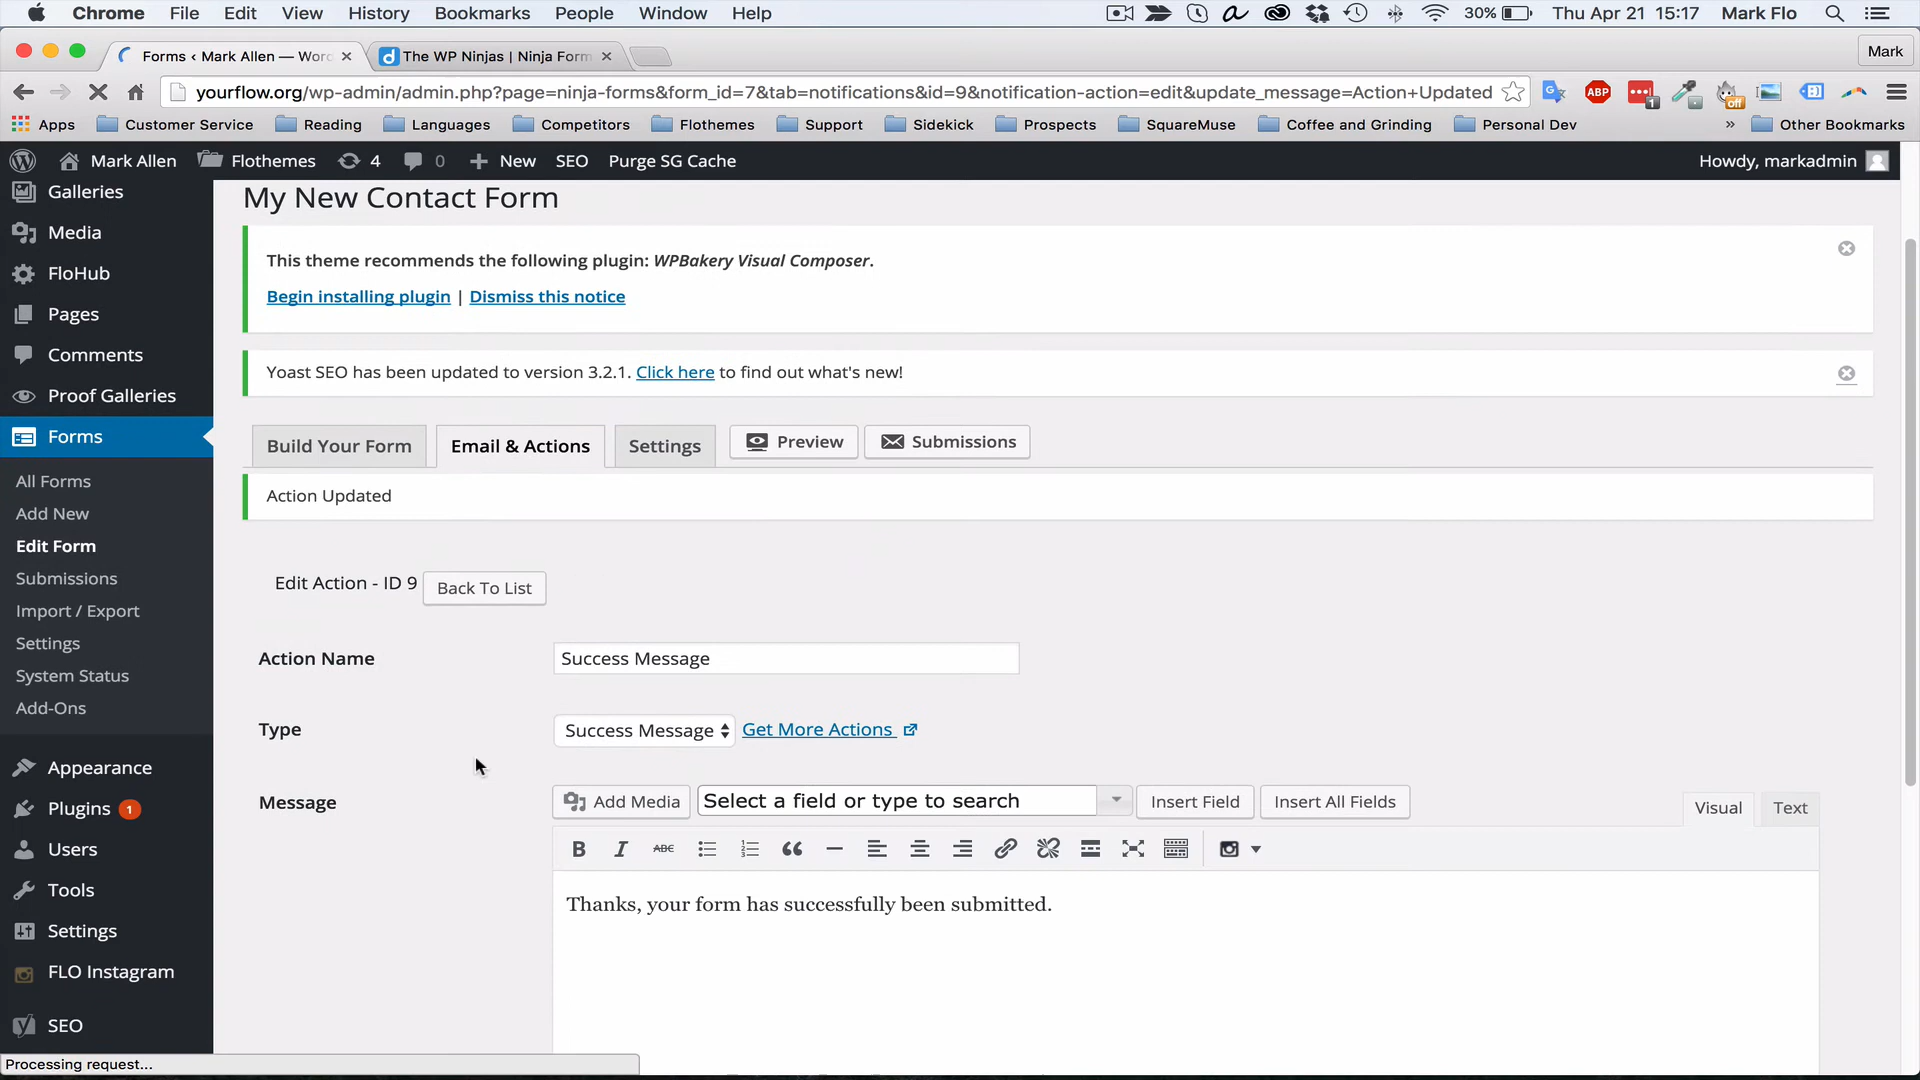 Chrome File Edit View History Bookmarks People Window Help 30% Thu Apr 21 15:17 Mark Flo
Forms ‹ Mark Allen — Word
The WP Ninjas | Ninja Form
Mark
yourflow.org/wp-admin/admin.php?page=ninja-forms&form_id=7&tab=notifications&id=9&notification-action=edit&update_message=Action+Updated
ABP
1
off
Apps Customer Service Reading Languages Competitors Flothemes Support Sidekick Prospects SquareMuse Coffee and Grinding Personal Dev » Other Bookmarks
Mark Allen Flothemes 4 0 New SEO Purge SG Cache Howdy, markadmin
Galleries
Media
FloHub
Pages
Comments
Proof Galleries
Forms
All Forms
Add New
Edit Form
Submissions
Import / Export
Settings
System Status
Add-Ons
Appearance
Plugins 1
Users
Tools
Settings
FLO Instagram
SEO
Processing request...
My New Contact Form
This theme recommends the following plugin: WPBakery Visual Composer.
Begin installing plugin | Dismiss this notice
Yoast SEO has been updated to version 3.2.1. Click here to find out what's new!
Build Your Form Email & Actions Settings Preview Submissions
Action Updated
Edit Action - ID 9 Back To List
Action Name Success Message
Type Success Message Get More Actions
Message Add Media Select a field or type to search Insert Field Insert All Fields Visual Text
B I ABC
Thanks, your form has successfully been submitted.